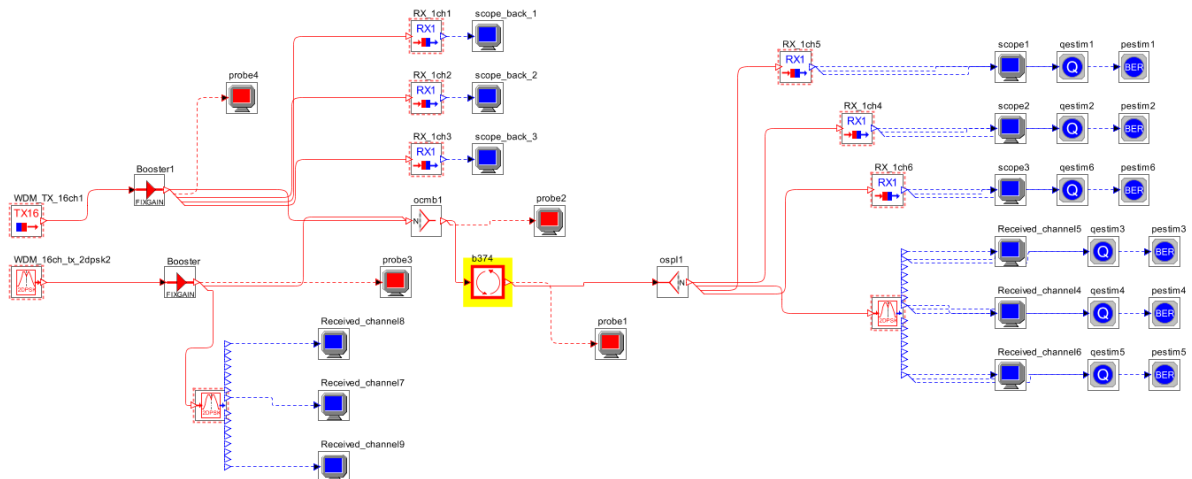 RX_1ch1
scope_back_1
RX1
RX_1ch5
RX1
scope1
qestim1
pestim1
Q
BER
probe4
RX_1ch2
scope_back_2
RX1
RX_1ch4
RX1
scope2
qestim2
pestim2
Q
BER
RX_1ch3
scope_back_3
RX1
RX_1ch6
RX1
scope3
qestim6
pestim6
Q
BER
Booster1
FIXGAIN
WDM_TX_16ch1
TX16
ocmb1
N
probe2
WDM_16ch_tx_2dpsk2
Booster
FIXGAIN
probe3
b374
ospl1
N
Received_channel5
qestim3
pestim3
Q
BER
Received_channel4
qestim4
pestim4
Q
BER
Received_channel6
qestim5
pestim5
Q
BER
probe1
Received_channel8
Received_channel7
Received_channel9